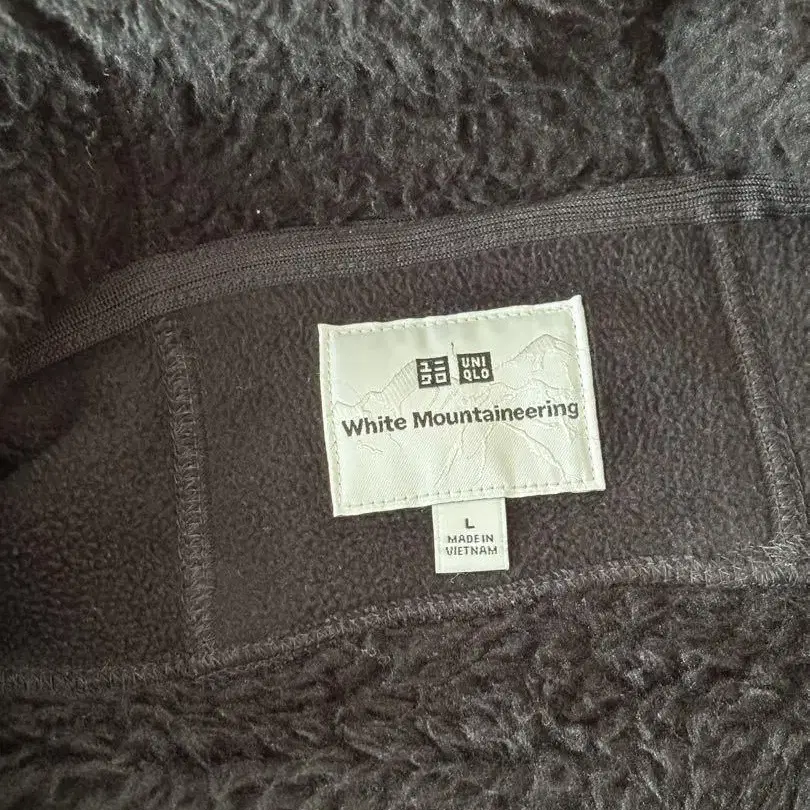 ユニ UNI
クロ QLO
White Mountaineering
L
MADE IN
VIETNAM